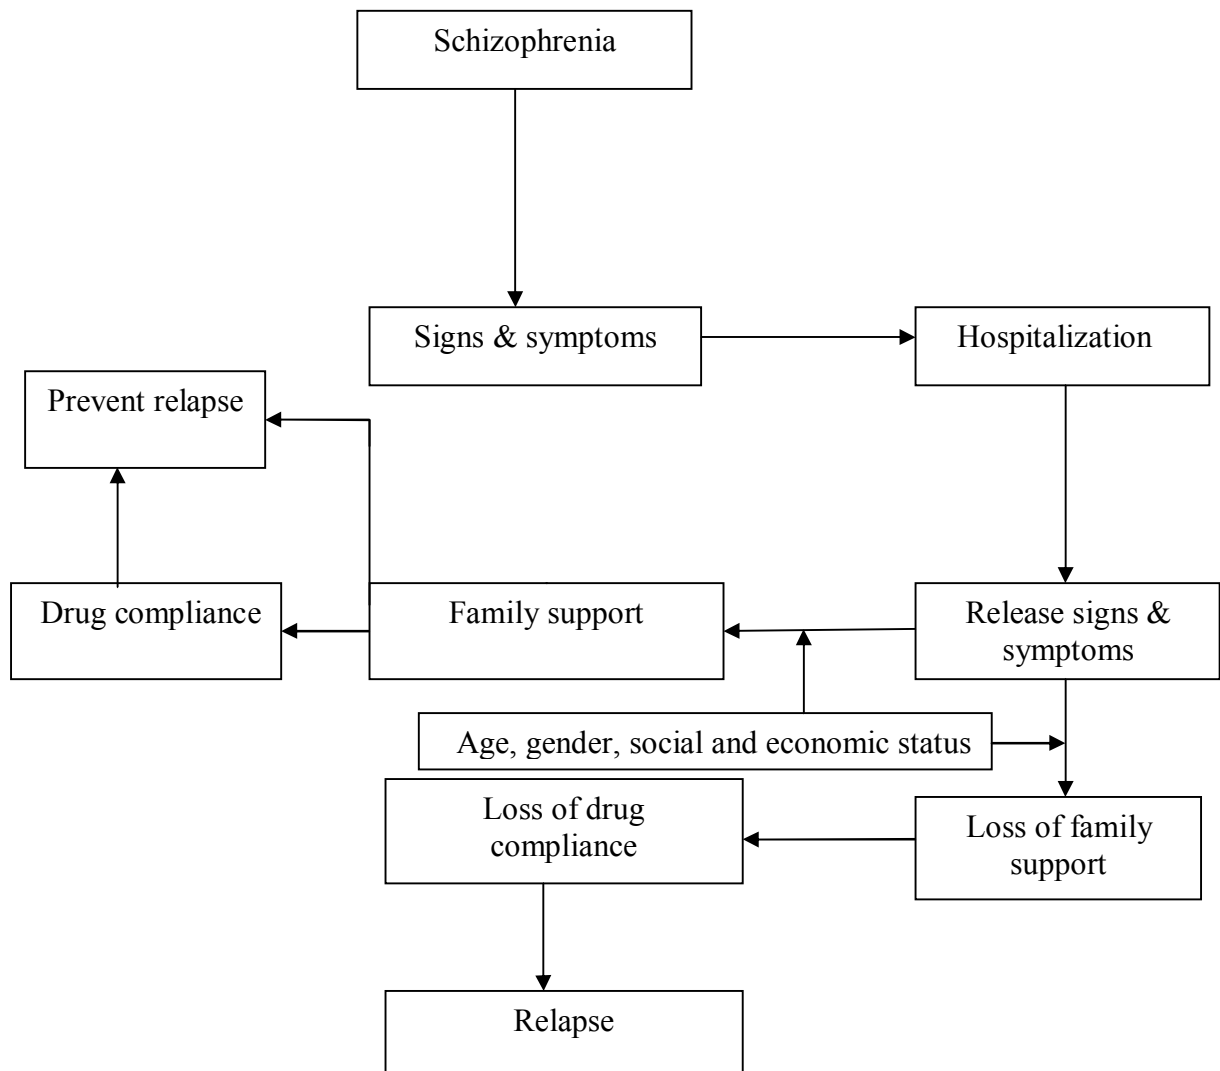 Schizophrenia
Signs & symptoms
Hospitalization
Prevent relapse
Drug compliance
Family support
Release signs &
symptoms
Age, gender, social and economic status
Loss of drug
compliance
Loss of family
support
Relapse